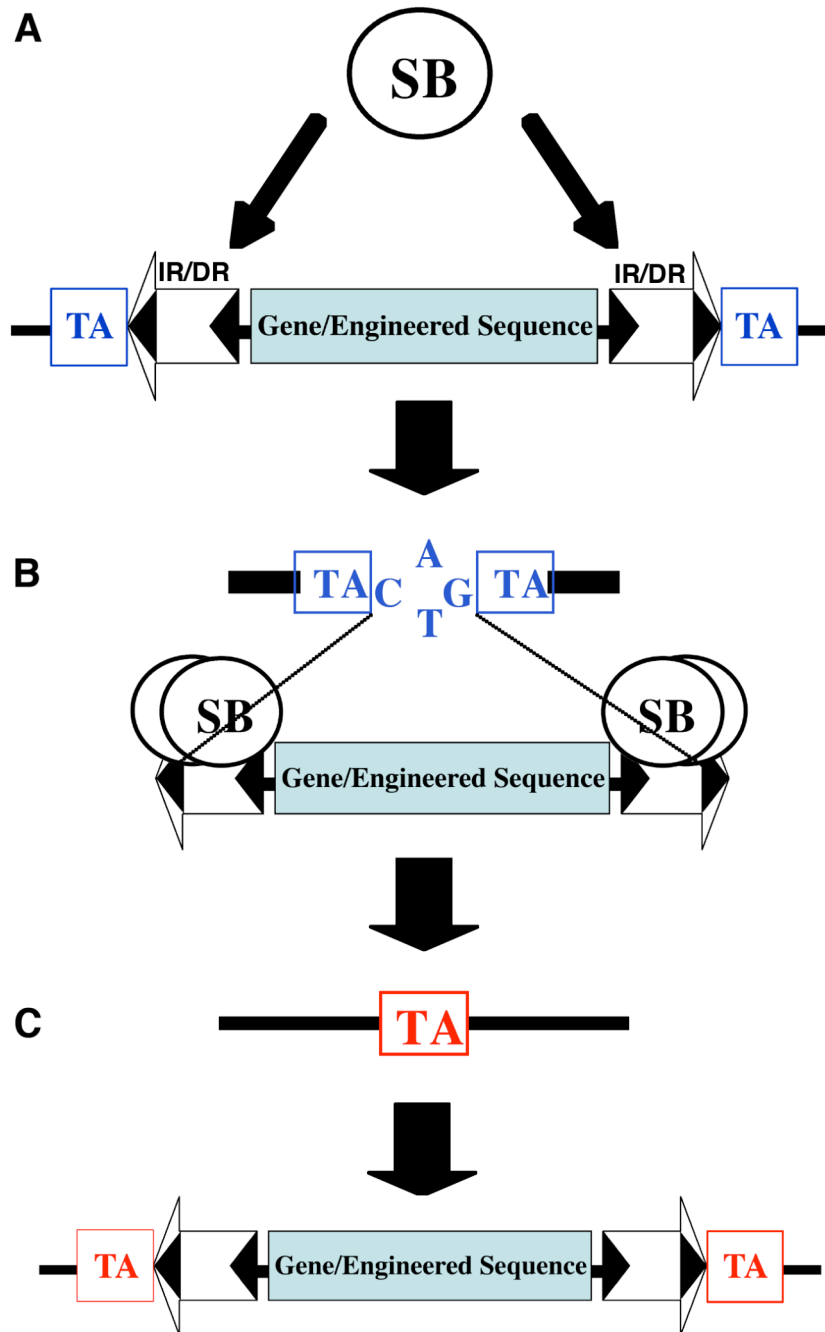 A
SB
IR/DR IR/DR
TA Gene/Engineered Sequence TA
B
A
TA C G TA
T
SB SB
Gene/Engineered Sequence
C
TA
TA Gene/Engineered Sequence TA